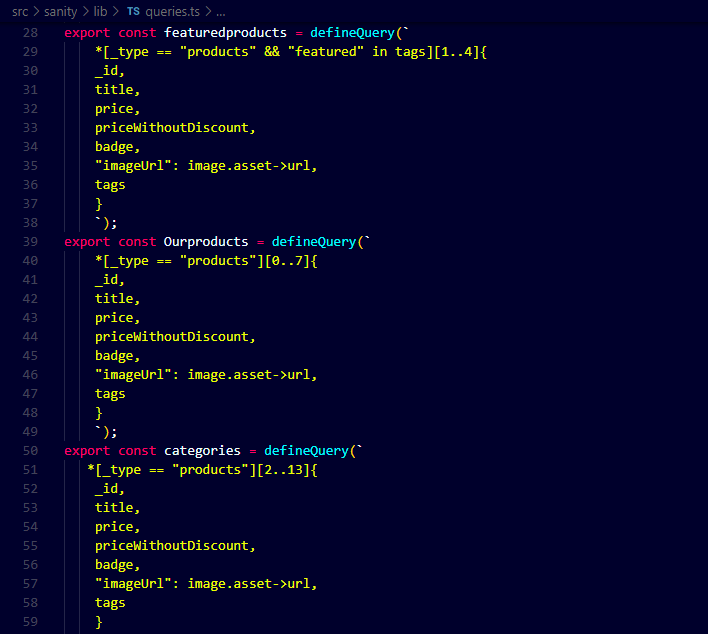 src > sanity > lib > TS queries.ts > ...
28 export const featuredproducts = defineQuery(`
29     *[_type == "products" && "featured" in tags][1..4]{
30     _id,
31     title,
32     price,
33     priceWithoutDiscount,
34     badge,
35     "imageUrl": image.asset->url,
36     tags
37     }
38     `);
39 export const Ourproducts = defineQuery(`
40     *[_type == "products"][0..7]{
41     _id,
42     title,
43     price,
44     priceWithoutDiscount,
45     badge,
46     "imageUrl": image.asset->url,
47     tags
48     }
49     `);
50 export const categories = defineQuery(`
51    *[_type == "products"][2..13]{
52     _id,
53     title,
54     price,
55     priceWithoutDiscount,
56     badge,
57     "imageUrl": image.asset->url,
58     tags
59     }